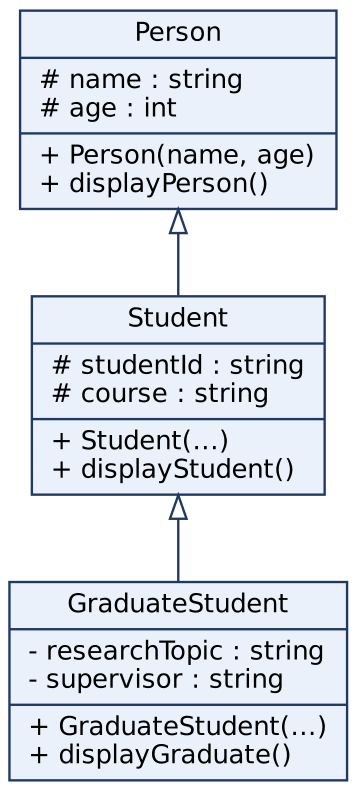 Person
# name : string
# age : int
+ Person(name, age)
+ displayPerson()
Student
# studentId : string
# course : string
+ Student(...)
+ displayStudent()
GraduateStudent
- researchTopic : string
- supervisor : string
+ GraduateStudent(...)
+ displayGraduate()